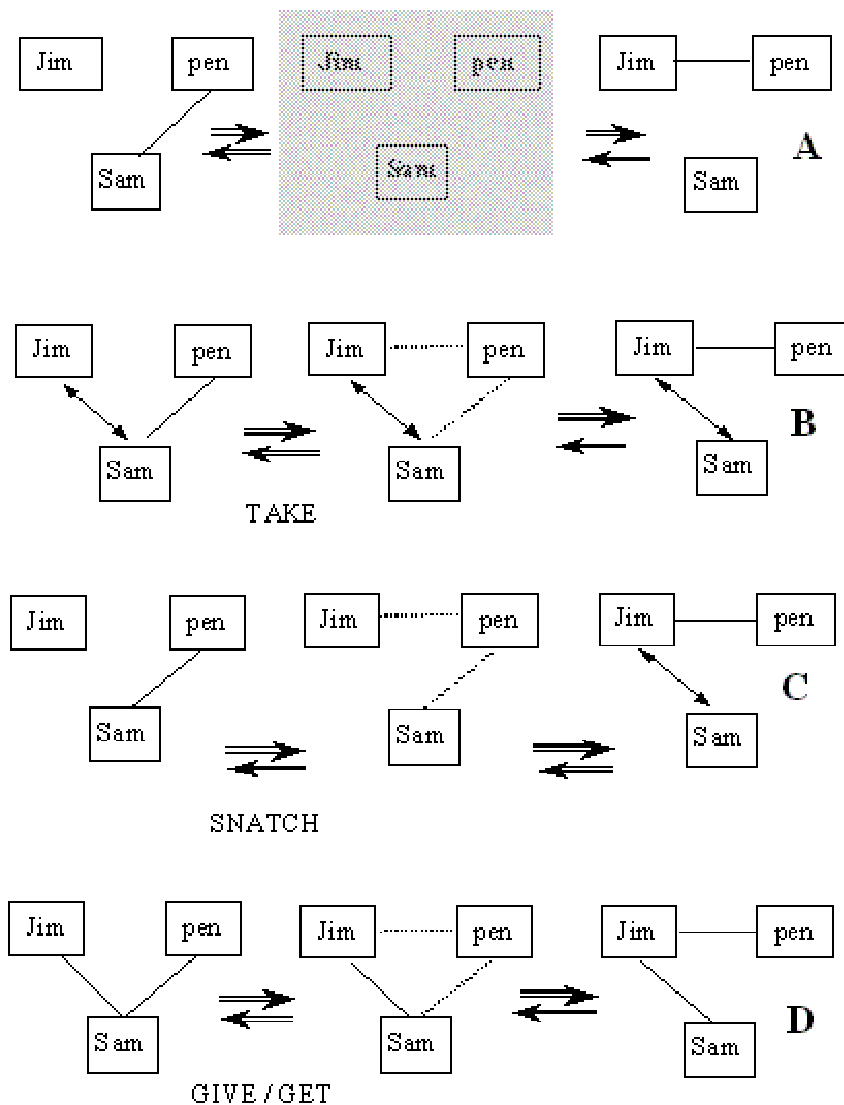 Jim pen Jim pen Jim pen
Sam Sam Sam A
Jim pen Jim pen Jim pen
Sam Sam Sam B
TAKE
Jim pen Jim pen Jim pen
Sam Sam Sam C
SNATCH
Jim pen Jim pen Jim pen
Sam Sam Sam D
GIVE / GET